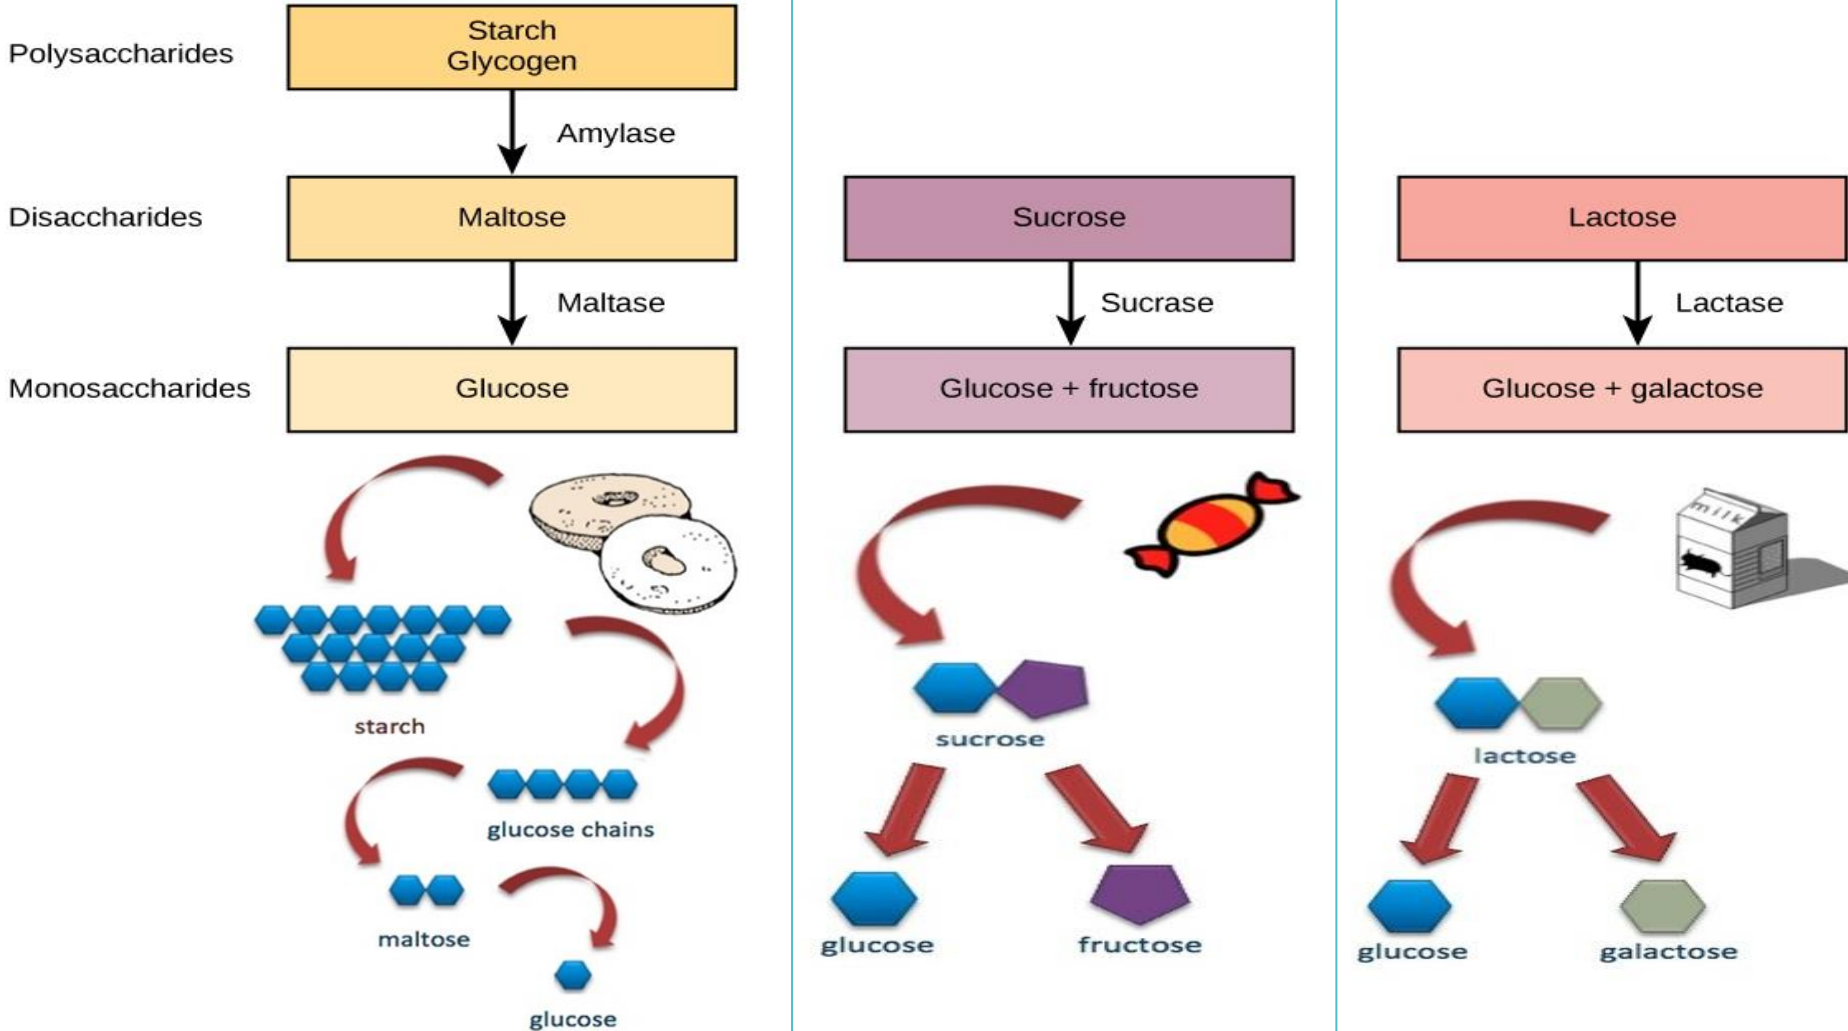 Polysaccharides
Starch
Glycogen
Amylase
Disaccharides
Maltose
Sucrose
Lactose
Maltase
Sucrase
Lactase
Monosaccharides
Glucose
Glucose + fructose
Glucose + galactose
milk
starch
sucrose
lactose
glucose chains
maltose
glucose
fructose
glucose
galactose
glucose